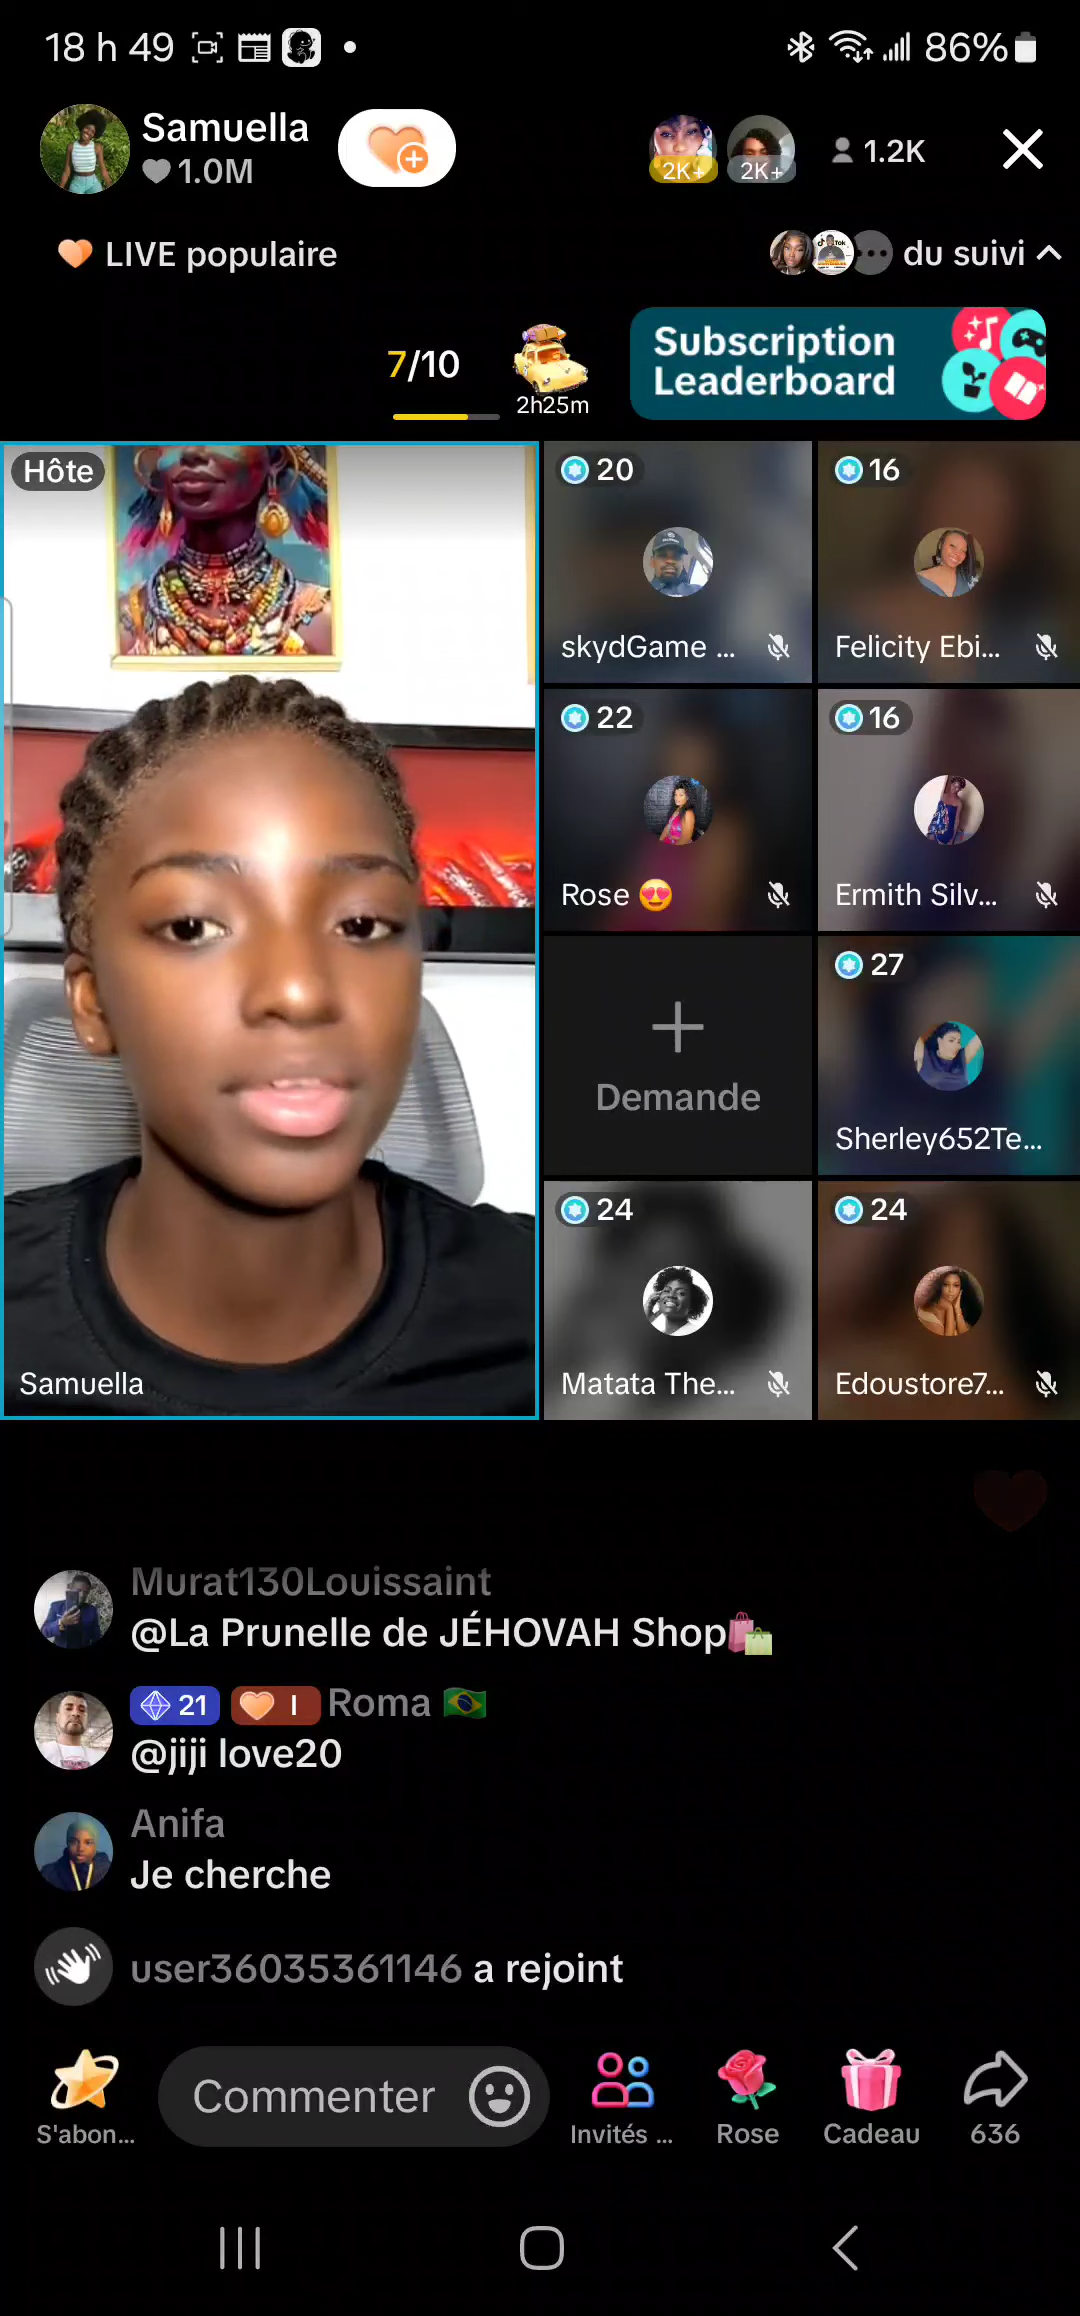 18 h 49
86%
Samuella
1.0M
2K+
2K+
1.2K
LIVE populaire
du suivi
7/10
2h25m
Subscription
Leaderboard
Hôte
Samuella
20
skydGame ...
16
Felicity Ebi...
22
Rose 😍
16
Ermith Silv...
Demande
27
Sherley652Te...
24
Matata The...
24
Edoustore7...
Murat130Louissaint
@La Prunelle de JÉHOVAH Shop🛍️
21 I Roma 🇧🇷
@jiji love20
Anifa
Je cherche
user36035361146 a rejoint
S'abon...
Commenter
Invités ...
Rose
Cadeau
636